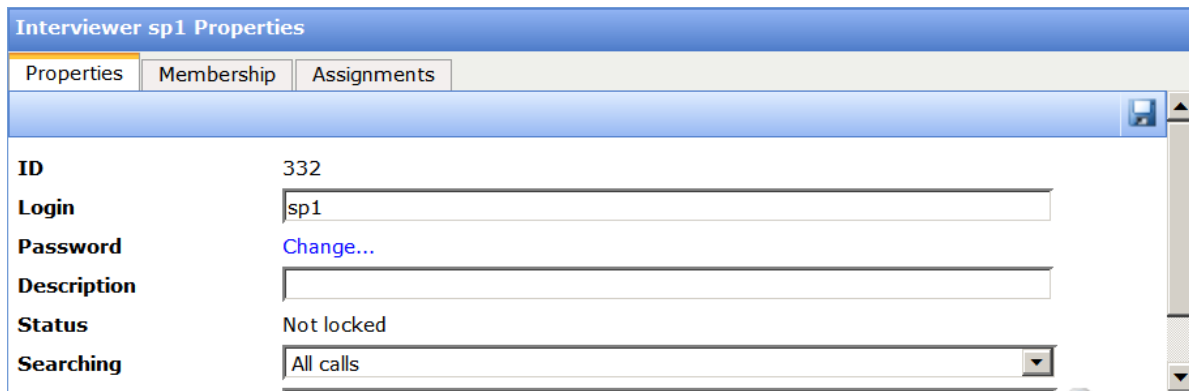 Interviewer sp1 Properties
Properties Membership Assignments
ID 332
Login sp1
Password Change...
Description
Status Not locked
Searching All calls